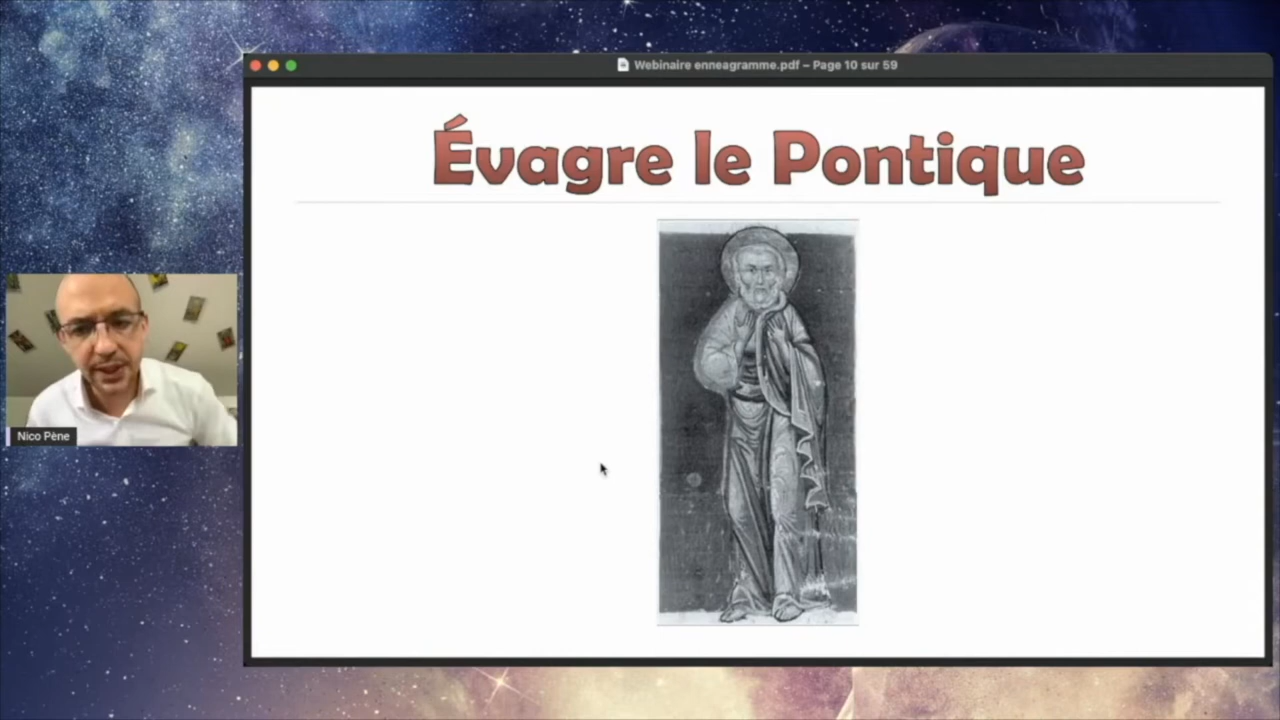 Webinaire enneagramme.pdf – Page 10 sur 59
Évagre le Pontique
Nico Pène